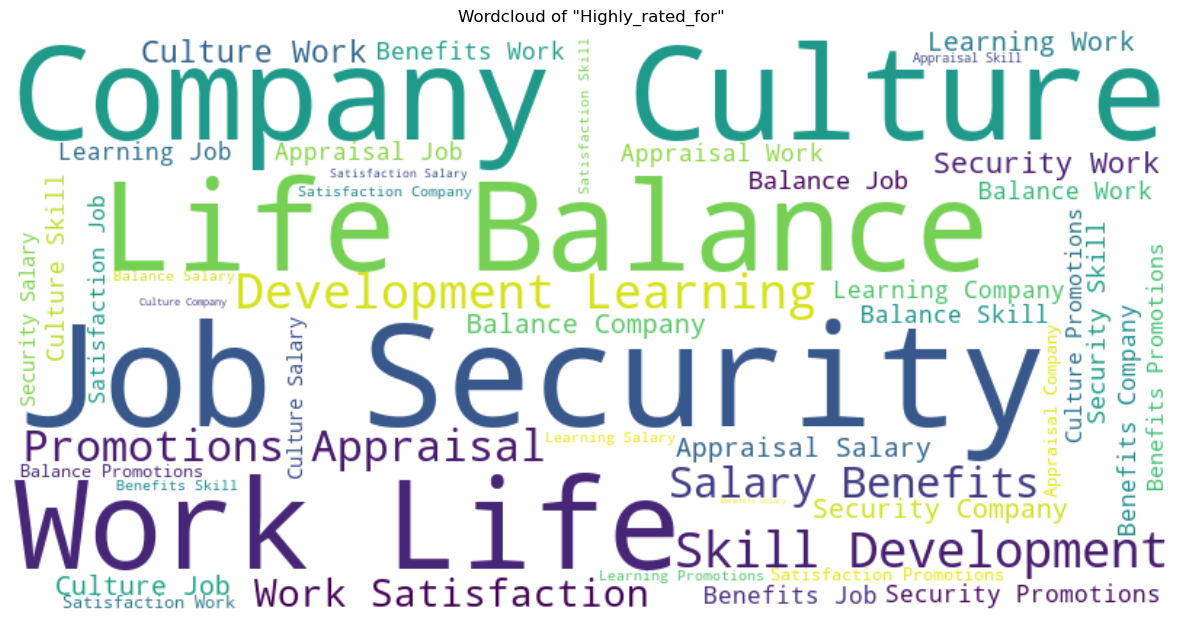 Wordcloud of "Highly_rated_for"
Company Culture
Culture Work
Benefits Work
Satisfaction Skill
Learning Work
Appraisal Skill
Learning Job
Appraisal Job
Satisfaction Salary
Satisfaction Company
Appraisal Work
Balance Job
Security Work
Balance Work
Life Balance
Security Salary
Culture Skill
Satisfaction Job
Balance Salary
Culture Company
Development Learning
Balance Company
Learning Company
Balance Skill
Culture Promotions
Security Skill
Benefits Company
Benefits Promotions
Job Security
Culture Salary
Appraisal Company
Promotions Appraisal
Learning Salary
Appraisal Salary
Balance Promotions
Benefits Skill
Salary Benefits
Benefits Salary
Security Company
Work Life
Skill Development
Learning Promotions
Satisfaction Promotions
Culture Job
Satisfaction Work
Work Satisfaction
Benefits Job
Security Promotions